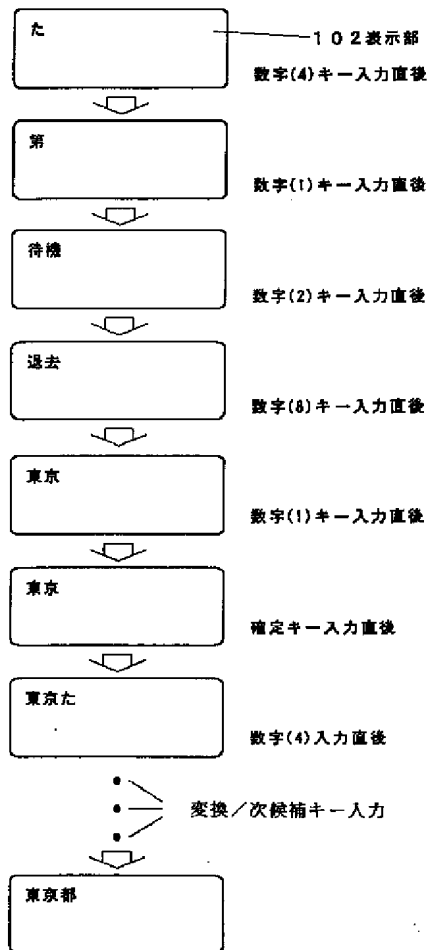 た
102表示部
数字(4)キー入力直後
第
数字(1)キー入力直後
待機
数字(2)キー入力直後
退去
数字(8)キー入力直後
東京
数字(1)キー入力直後
東京
確定キー入力直後
東京た
数字(4)入力直後
変換/次候補キー入力
東京都